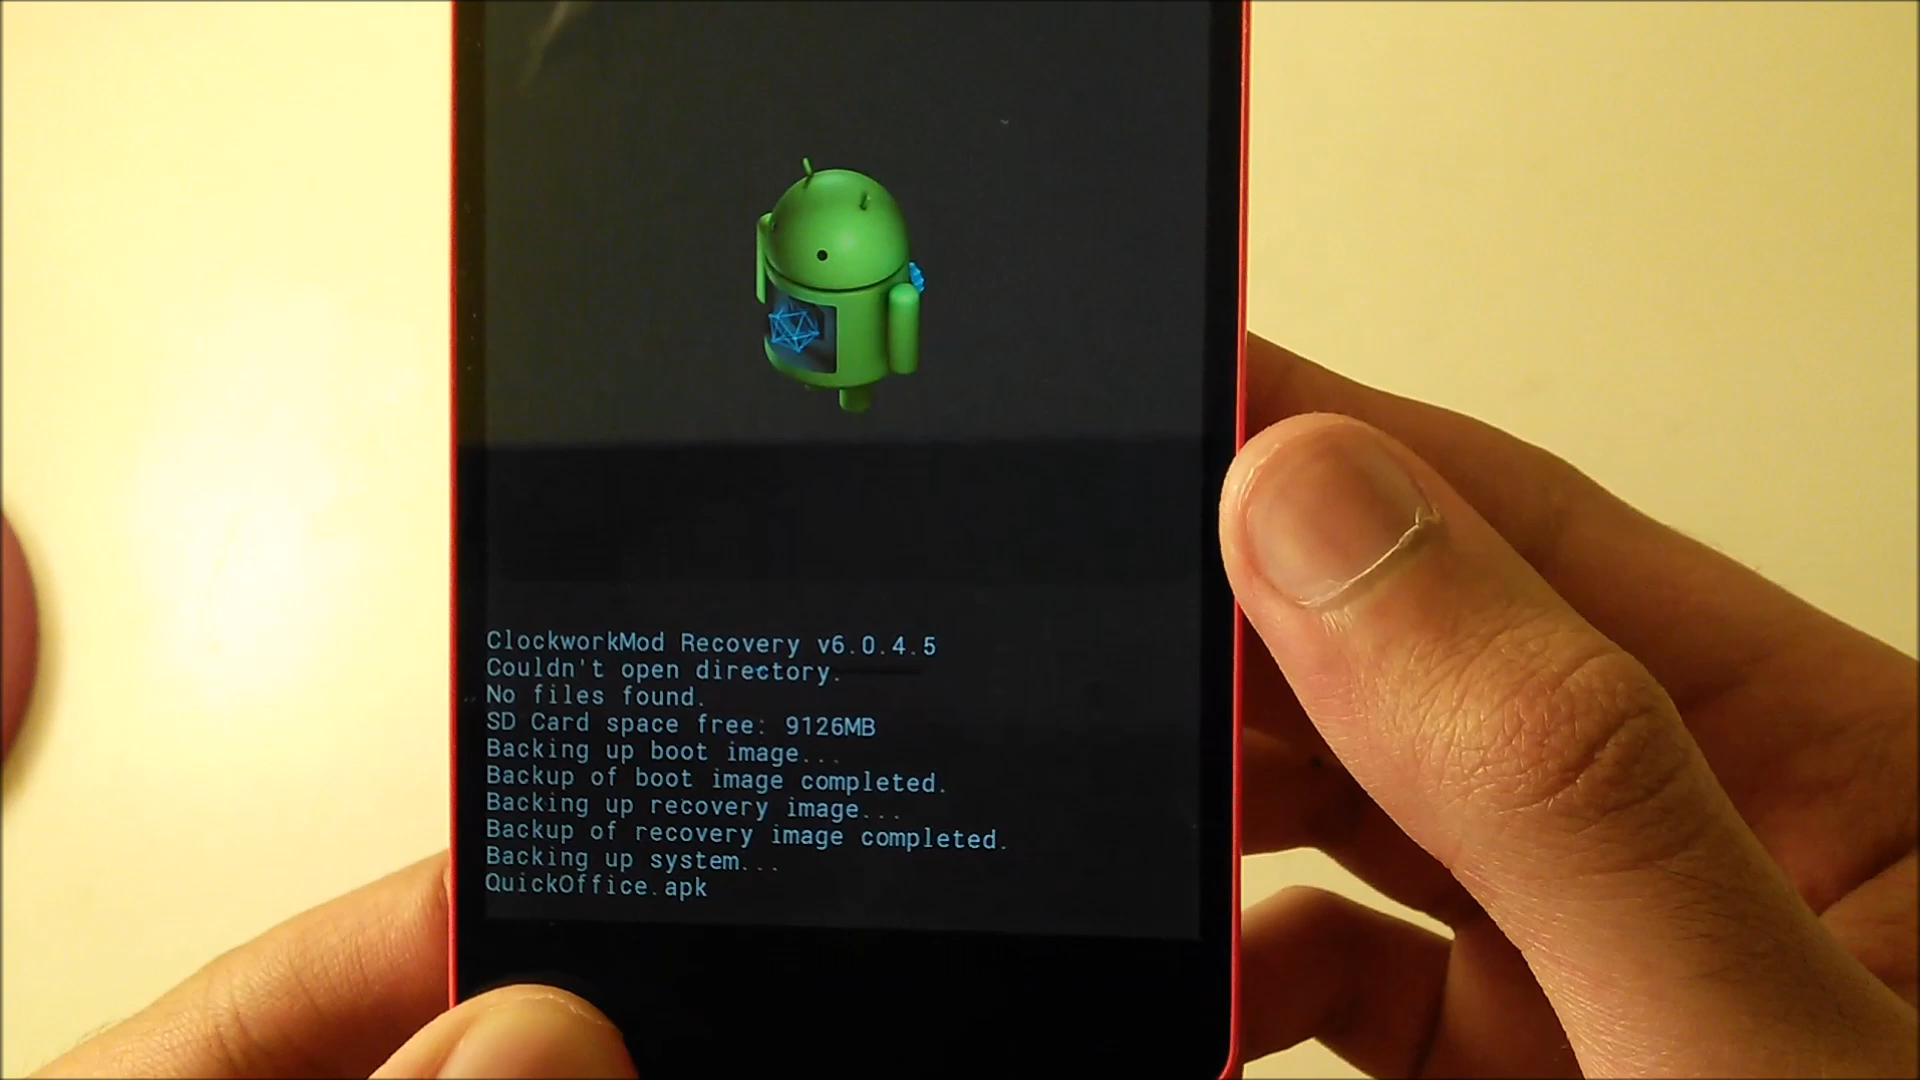 ClockworkMod Recovery v6.0.4.5
Couldn't open directory.
No files found.
SD Card space free: 9126MB
Backing up boot image...
Backup of boot image completed.
Backing up recovery image...
Backup of recovery image completed.
Backing up system...
QuickOffice.apk